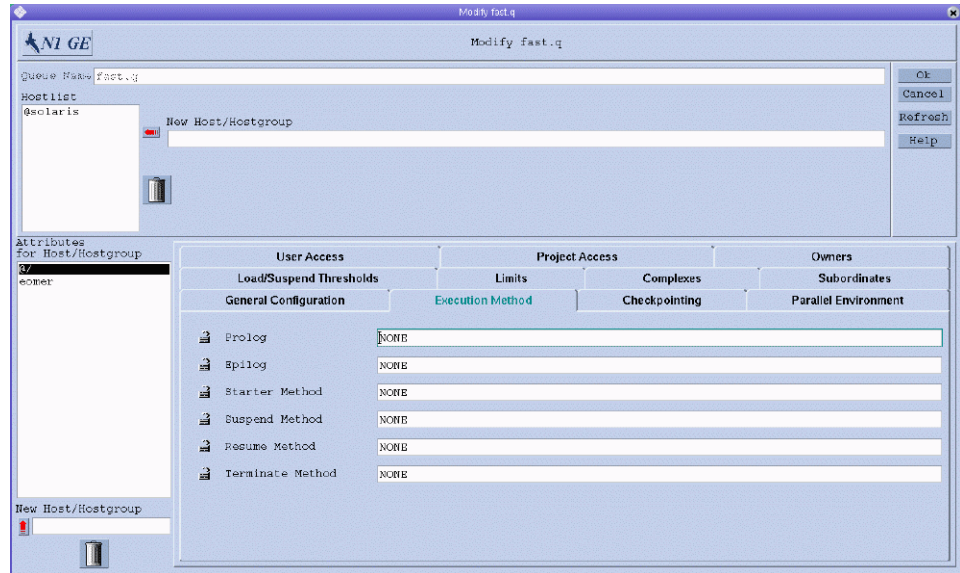 Modify fast.q
N1 GE
Modify fast.q
Queue Name fast.q
Ok
Cancel
Refresh
Help
Hostlist
@solaris
New Host/Hostgroup
Attributes
for Host/Hostgroup
@/
eomer
User Access Project Access Owners
Load/Suspend Thresholds Limits Complexes Subordinates
General Configuration Execution Method Checkpointing Parallel Environment
Prolog NONE
Epilog NONE
Starter Method NONE
Suspend Method NONE
Resume Method NONE
Terminate Method NONE
New Host/Hostgroup